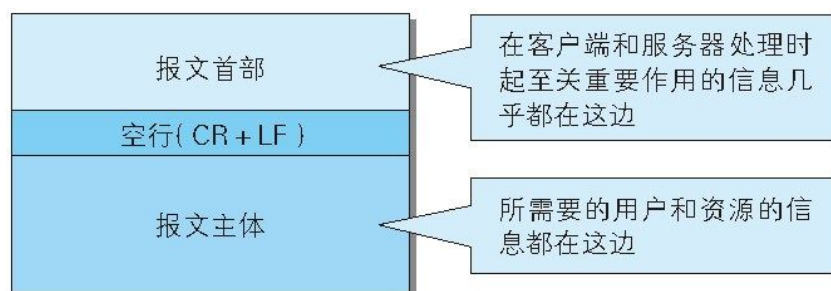 报文首部
在客户端和服务器处理时
起至关重要作用的信息几
乎都在这边
空行( CR + LF )
报文主体
所需要的用户和资源的信
息都在这边